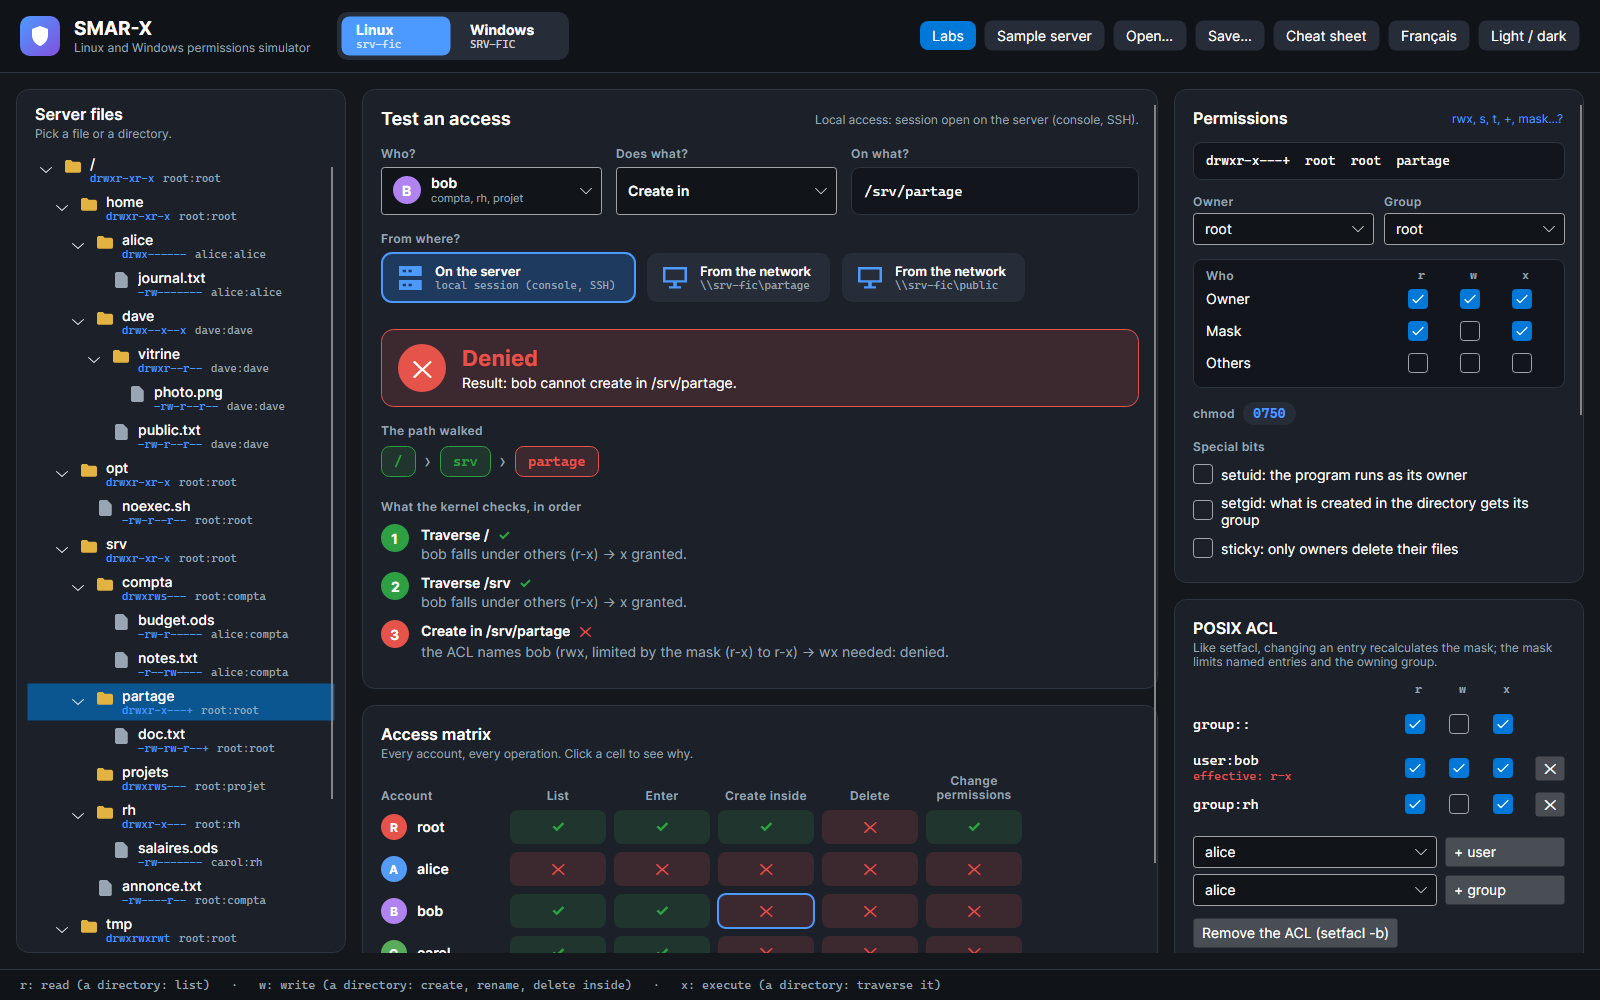 SMAR-X
Linux and Windows permissions simulator
Linux
srv-fic
Windows
SRV-FIC
Labs
Sample server
Open...
Save...
Cheat sheet
Français
Light / dark
Server files
Pick a file or a directory.
/
drwxr-xr-x root:root
home
drwxr-xr-x root:root
alice
drwx------ alice:alice
journal.txt
-rw------- alice:alice
dave
drwx--x--x dave:dave
vitrine
drwxr--r-- dave:dave
photo.png
-rw-r--r-- dave:dave
public.txt
-rw-r--r-- dave:dave
opt
drwxr-xr-x root:root
noexec.sh
-rw-r--r-- root:root
srv
drwxr-xr-x root:root
compta
drwxrws--- root:compta
budget.ods
-rw-r----- alice:compta
notes.txt
-r--rw---- alice:compta
partage
drwxr-x---+ root:root
doc.txt
-rw-rw-r--+ root:root
projets
drwxrws--- root:projet
rh
drwxr-x--- root:rh
salaires.ods
-rw------- carol:rh
annonce.txt
-rw----r-- root:compta
tmp
drwxrwxrwt root:root
Test an access
Local access: session open on the server (console, SSH).
Who?
Does what?
On what?
B
bob
compta, rh, projet
Create in
/srv/partage
From where?
On the server
local session (console, SSH)
From the network
\\srv-fic\partage
From the network
\\srv-fic\public
Denied
Result: bob cannot create in /srv/partage.
The path walked
/ › srv › partage
What the kernel checks, in order
1 Traverse / ✓
bob falls under others (r-x) → x granted.
2 Traverse /srv ✓
bob falls under others (r-x) → x granted.
3 Create in /srv/partage ✕
the ACL names bob (rwx, limited by the mask (r-x) to r-x) → wx needed: denied.
Access matrix
Every account, every operation. Click a cell to see why.
Account List Enter Create inside Delete Change permissions
R root
A alice
B bob
Permissions
rwx, s, t, +, mask...?
drwxr-x---+ root root partage
Owner
Group
root
root
Who r w x
Owner
Mask
Others
chmod 0750
Special bits
setuid: the program runs as its owner
setgid: what is created in the directory gets its
group
sticky: only owners delete their files
POSIX ACL
Like setfacl, changing an entry recalculates the mask; the mask
limits named entries and the owning group.
r w x
group::
user:bob
effective: r-x
group:rh
alice
+ user
alice
+ group
Remove the ACL (setfacl -b)
r: read (a directory: list) · w: write (a directory: create, rename, delete inside) · x: execute (a directory: traverse it)